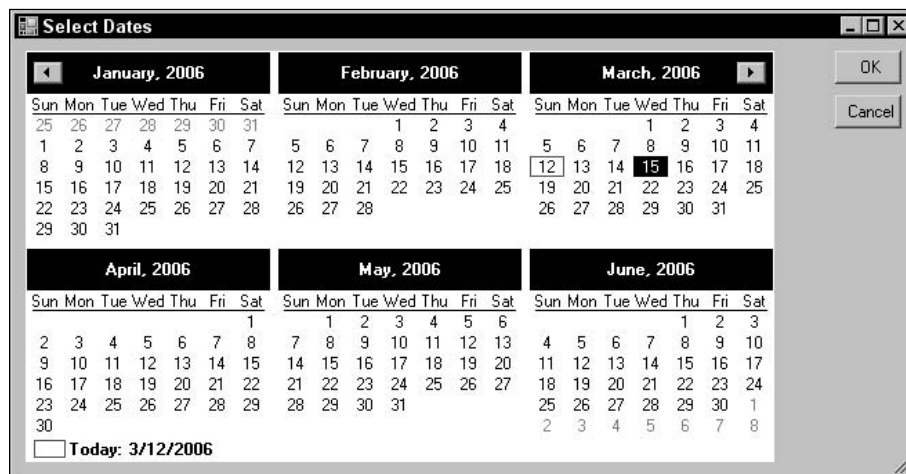 Select Dates
January, 2006 February, 2006 March, 2006
OK
Cancel
Sun Mon Tue Wed Thu Fri Sat Sun Mon Tue Wed Thu Fri Sat Sun Mon Tue Wed Thu Fri Sat
25 26 27 28 29 30 31 1 2 3 4 1 2 3 4
1 2 3 4 5 6 7 5 6 7 8 9 10 11 5 6 7 8 9 10 11
8 9 10 11 12 13 14 12 13 14 15 16 17 18 12 13 14 15 16 17 18
15 16 17 18 19 20 21 19 20 21 22 23 24 25 19 20 21 22 23 24 25
22 23 24 25 26 27 28 26 27 28 26 27 28 29 30 31
29 30 31
April, 2006 May, 2006 June, 2006
Sun Mon Tue Wed Thu Fri Sat Sun Mon Tue Wed Thu Fri Sat Sun Mon Tue Wed Thu Fri Sat
1 1 2 3 4 5 6 1 2 3
2 3 4 5 6 7 8 7 8 9 10 11 12 13 4 5 6 7 8 9 10
9 10 11 12 13 14 15 14 15 16 17 18 19 20 11 12 13 14 15 16 17
16 17 18 19 20 21 22 21 22 23 24 25 26 27 18 19 20 21 22 23 24
23 24 25 26 27 28 29 28 29 30 31 25 26 27 28 29 30 1
30 2 3 4 5 6 7 8
Today: 3/12/2006